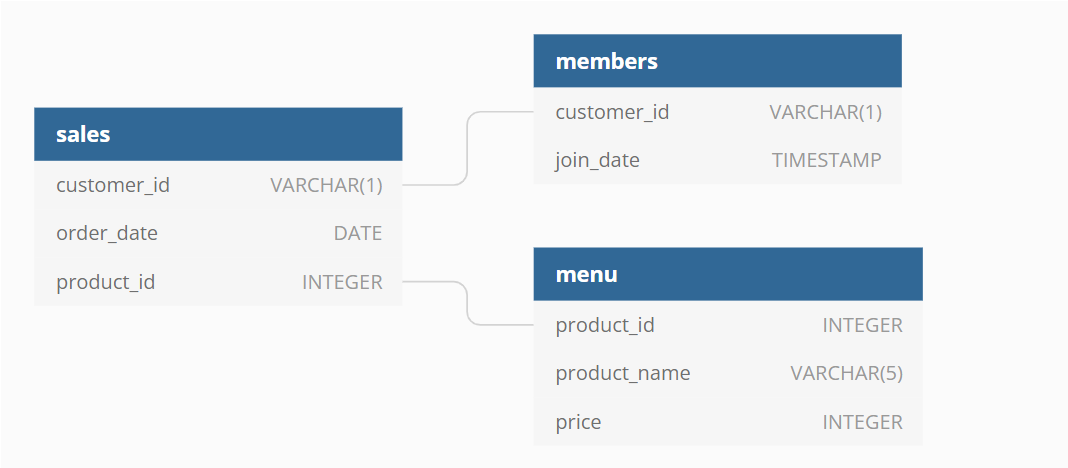 sales
customer_id VARCHAR(1)
order_date DATE
product_id INTEGER
members
customer_id VARCHAR(1)
join_date TIMESTAMP
menu
product_id INTEGER
product_name VARCHAR(5)
price INTEGER